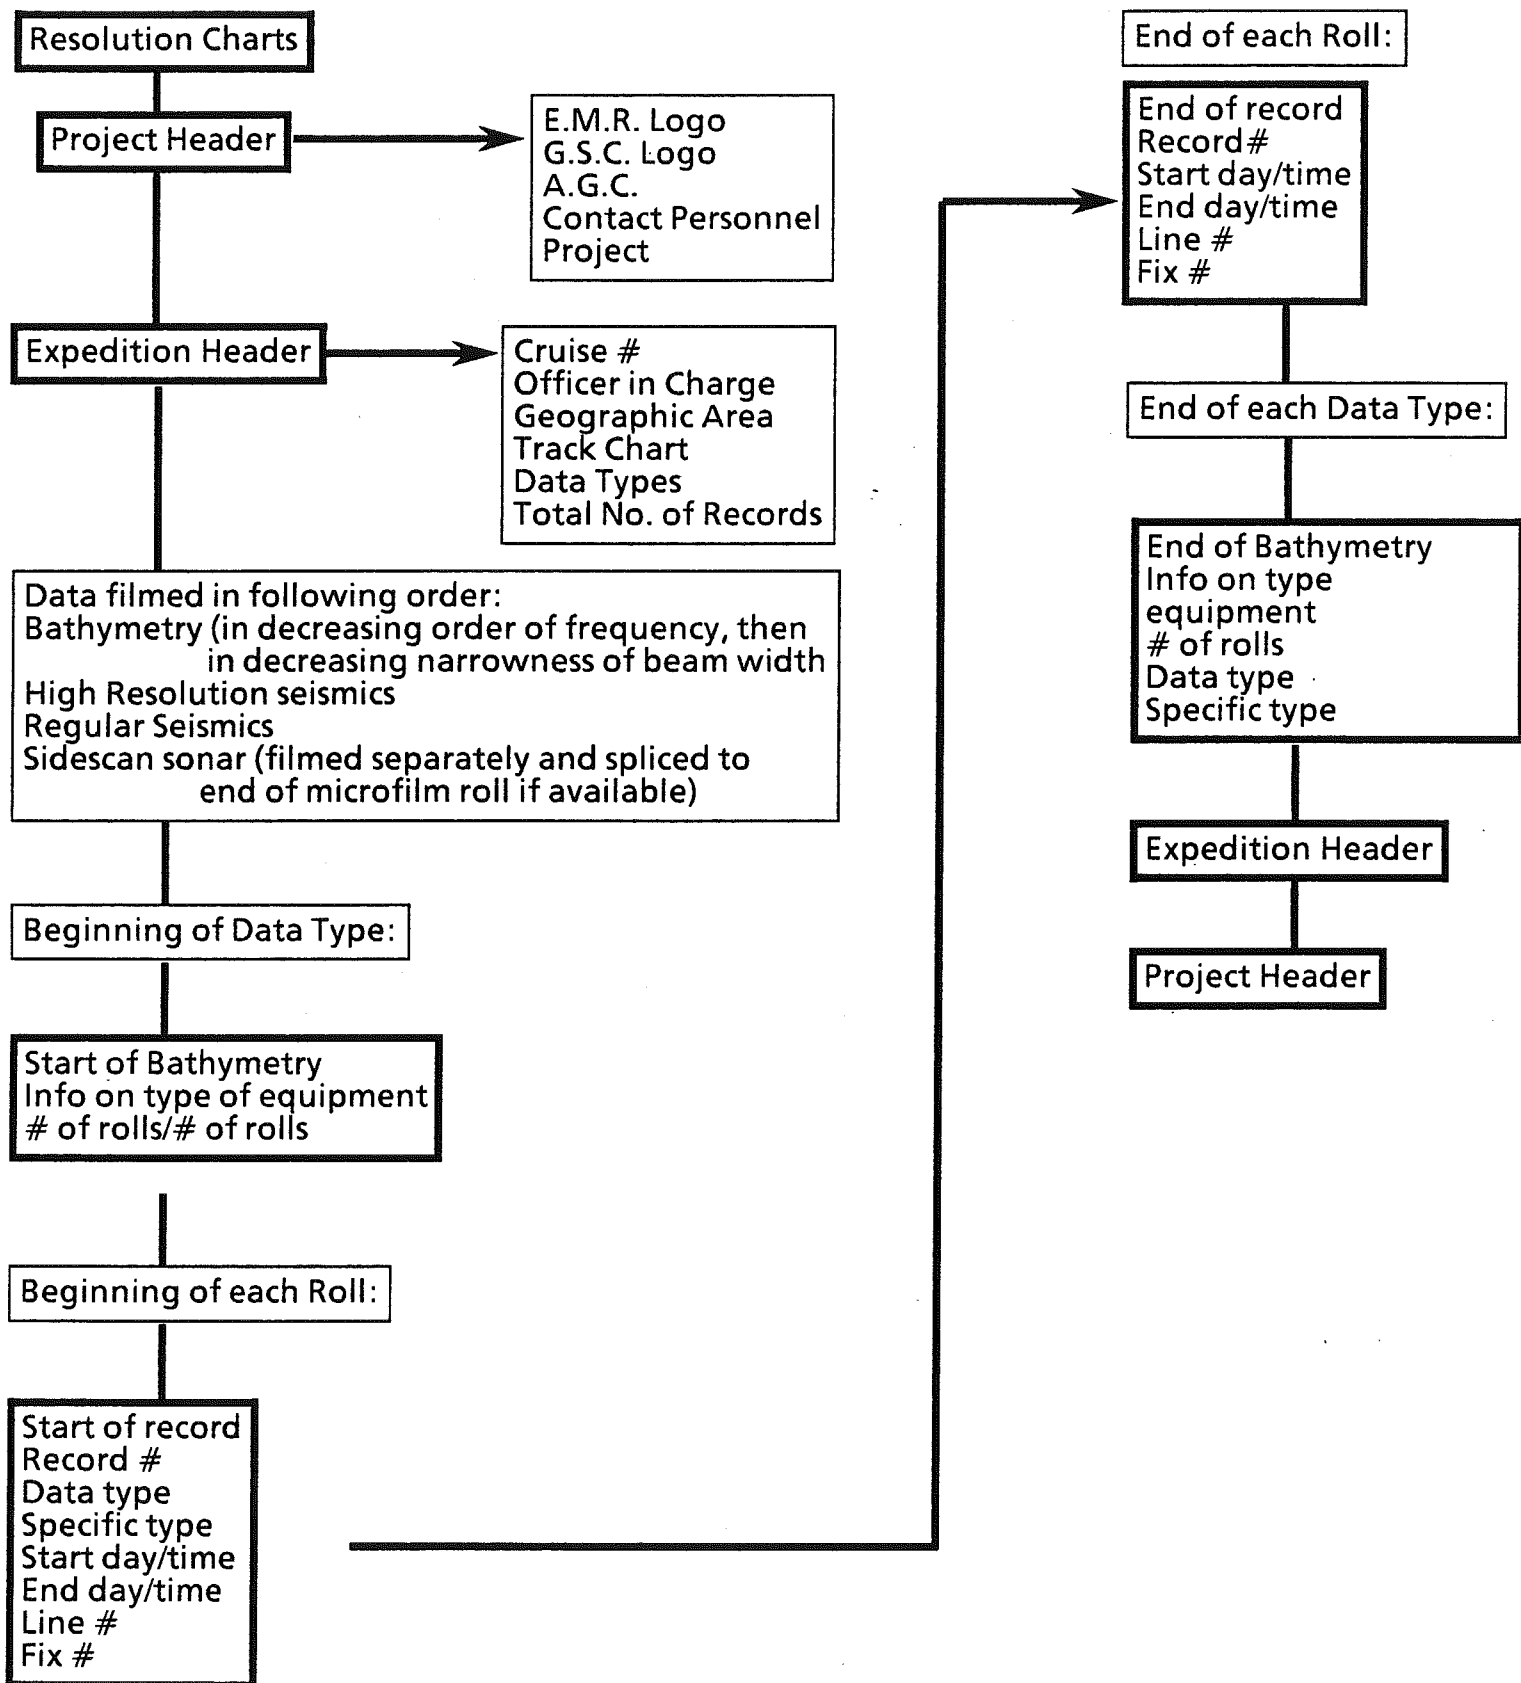 Resolution Charts
Project Header
E.M.R. Logo
G.S.C. Logo
A.G.C.
Contact Personnel
Project
Expedition Header
Cruise #
Officer in Charge
Geographic Area
Track Chart
Data Types
Total No. of Records
Data filmed in following order:
Bathymetry (in decreasing order of frequency, then
in decreasing narrowness of beam width
High Resolution seismics
Regular Seismics
Sidescan sonar (filmed separately and spliced to
end of microfilm roll if available)
Beginning of Data Type:
Start of Bathymetry
Info on type of equipment
# of rolls/# of rolls
Beginning of each Roll:
Start of record
Record #
Data type
Specific type
Start day/time
End day/time
Line #
Fix #
End of each Roll:
End of record
Record#
Start day/time
End day/time
Line #
Fix #
End of each Data Type:
End of Bathymetry
Info on type
equipment
# of rolls
Data type
Specific type
Expedition Header
Project Header